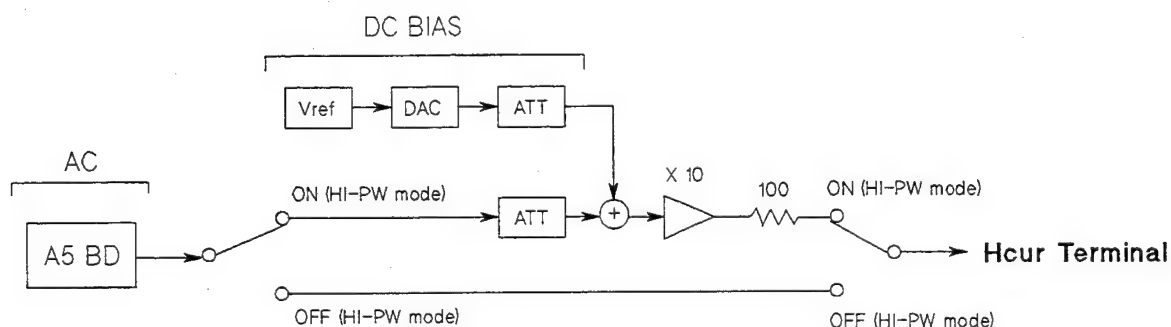 DC BIAS
Vref
DAC
ATT
AC
A5 BD
ON (HI-PW mode)
ATT
+
X 10
100
ON (HI-PW mode)
Hcur Terminal
OFF (HI-PW mode)
OFF (HI-PW mode)